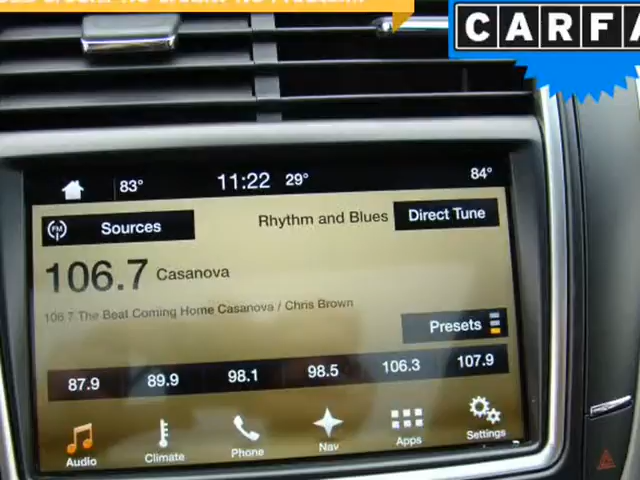 CARFA
83° 11:22 29° 84°
FM Sources Rhythm and Blues Direct Tune
106.7 Casanova
106.7 The Beat Coming Home Casanova / Chris Brown
Presets
87.9 89.9 98.1 98.5 106.3 107.9
Audio Climate Phone Nav Apps Settings